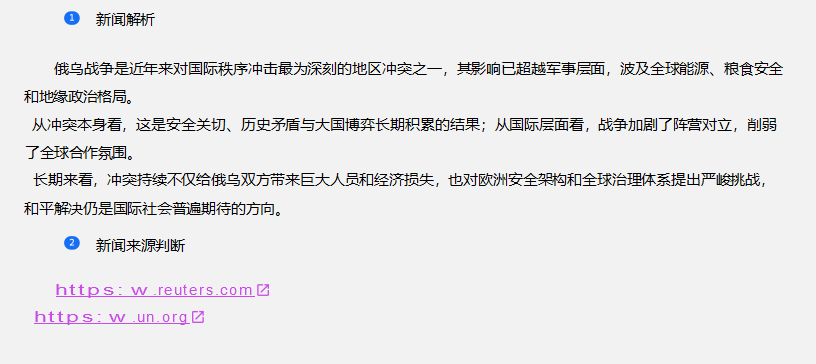 1 新闻解析
俄乌战争是近年来对国际秩序冲击最为深刻的地区冲突之一，其影响已超越军事层面，波及全球能源、粮食安全
和地缘政治格局。
从冲突本身看，这是安全关切、历史矛盾与大国博弈长期积累的结果；从国际层面看，战争加剧了阵营对立，削弱
了全球合作氛围。
长期来看，冲突持续不仅给俄乌双方带来巨大人员和经济损失，也对欧洲安全架构和全球治理体系提出严峻挑战，
和平解决仍是国际社会普遍期待的方向。
2 新闻来源判断
https: w .reuters.com
https: w .un.org